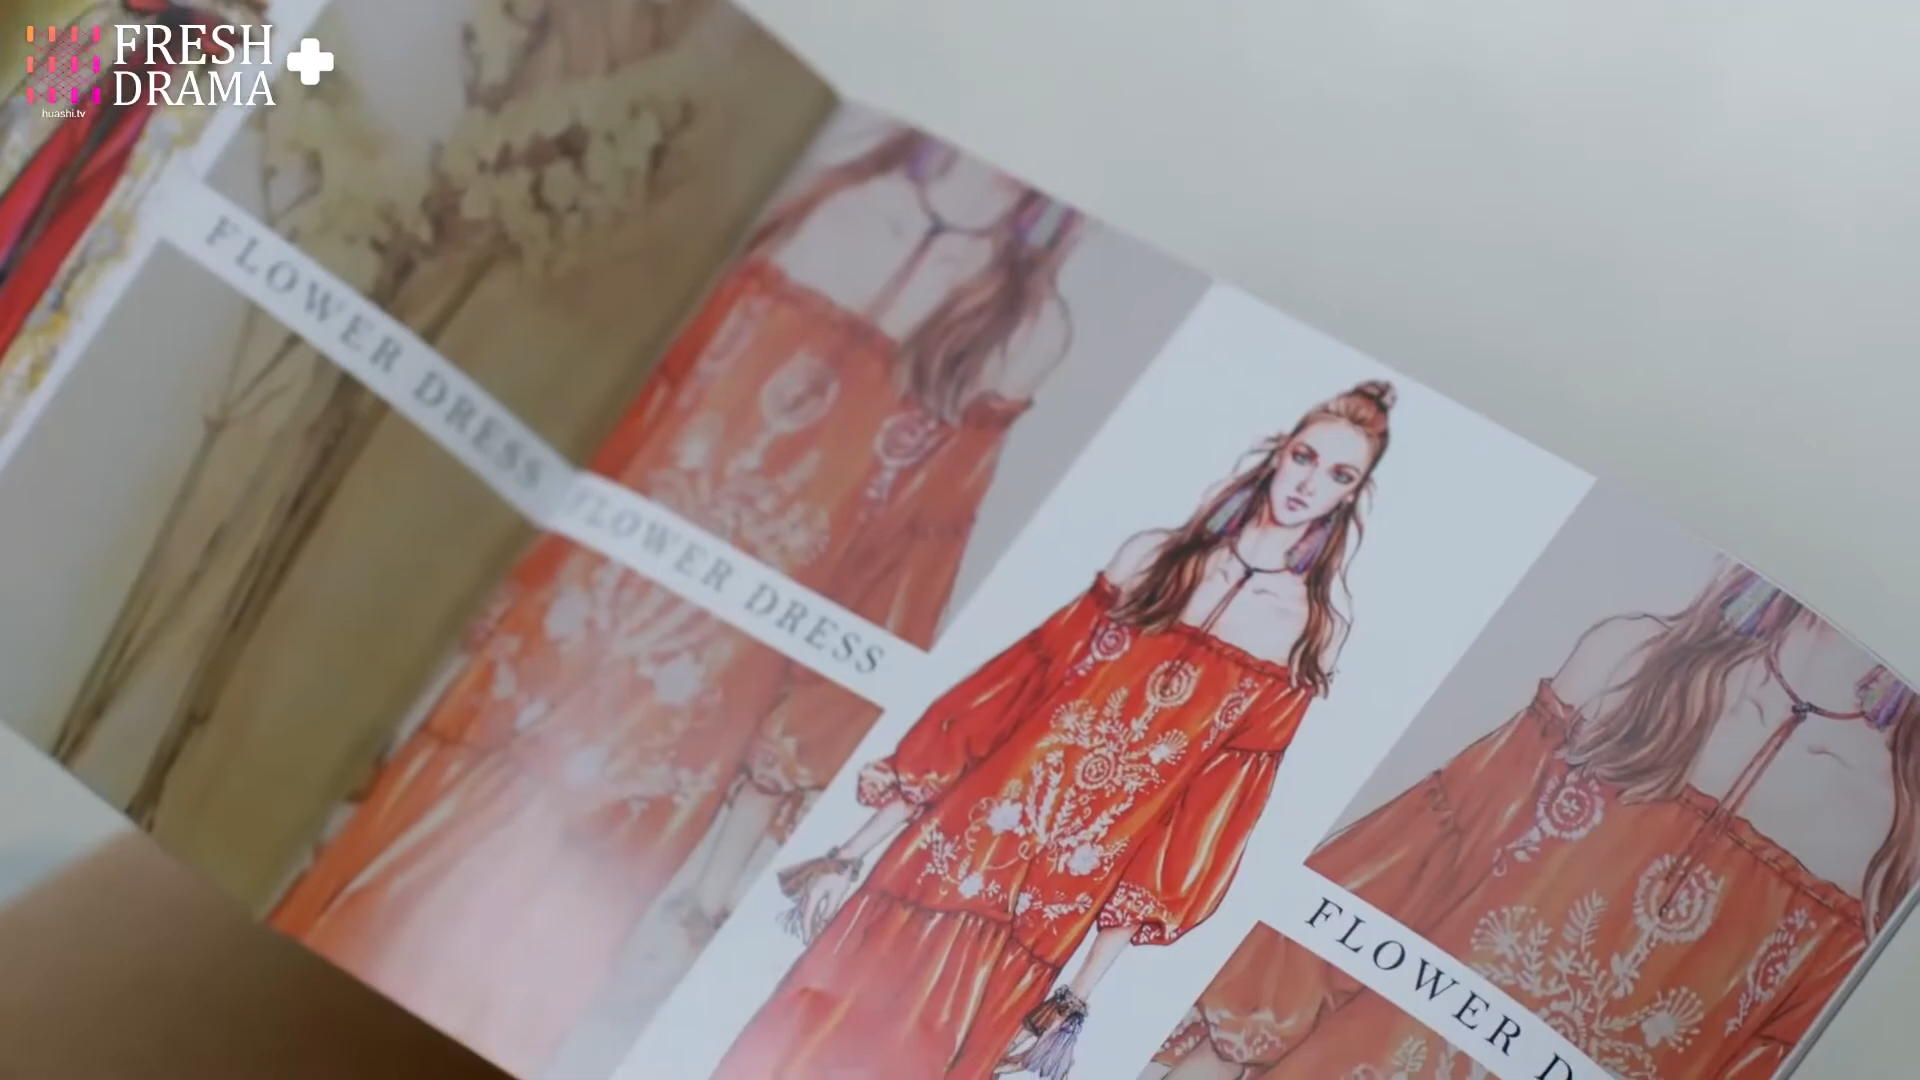 FRESH
DRAMA
huashi.tv
FLOWER DRESS
FLOWER DRESS
FLOWER D